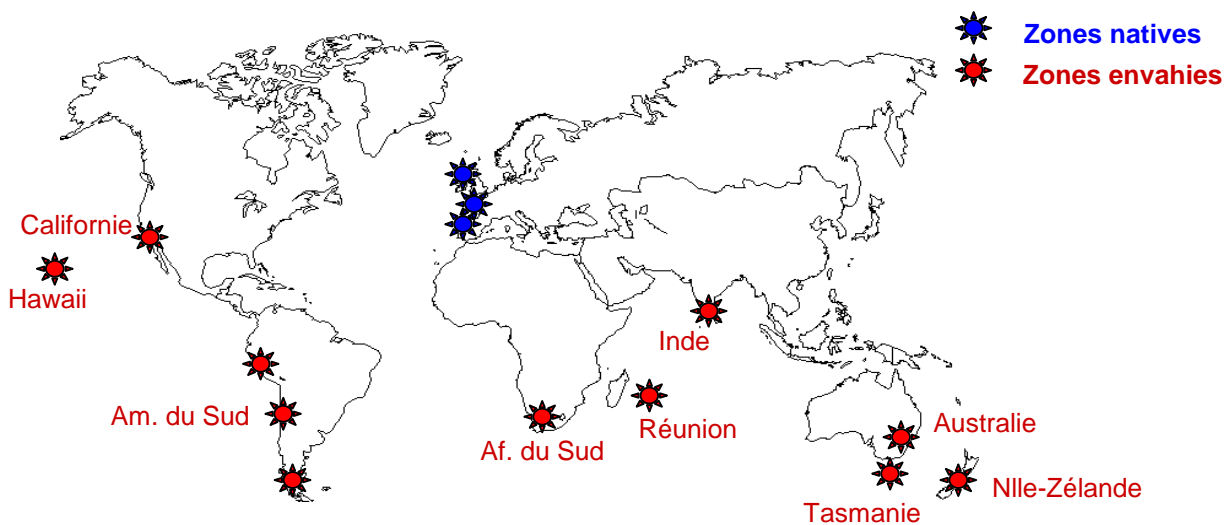 Zones natives
Zones envahies
Californie
Hawaii
Inde
Am. du Sud
Af. du Sud
Réunion
Australie
Tasmanie
Nlle-Zélande